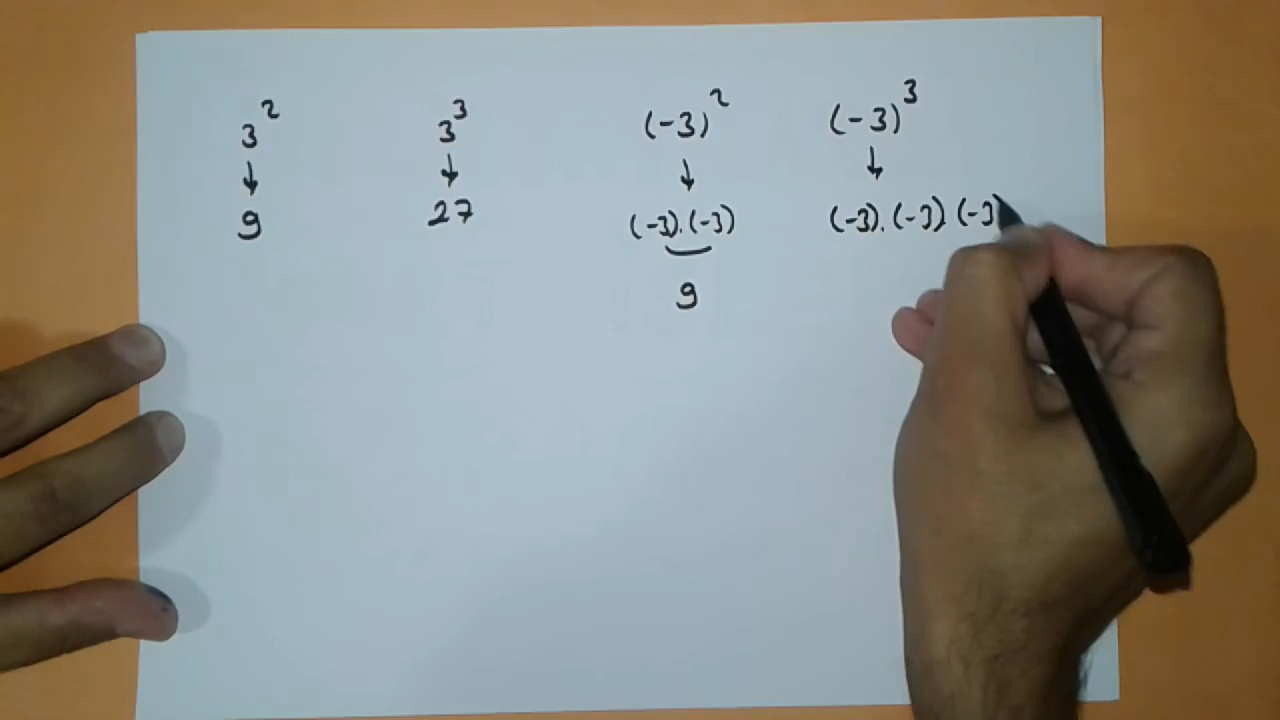 3² 3³ (-3)² (-3)³
↓ ↓ ↓ ↓
9 27 (-3).(-3) (-3).(-3).(-3
9